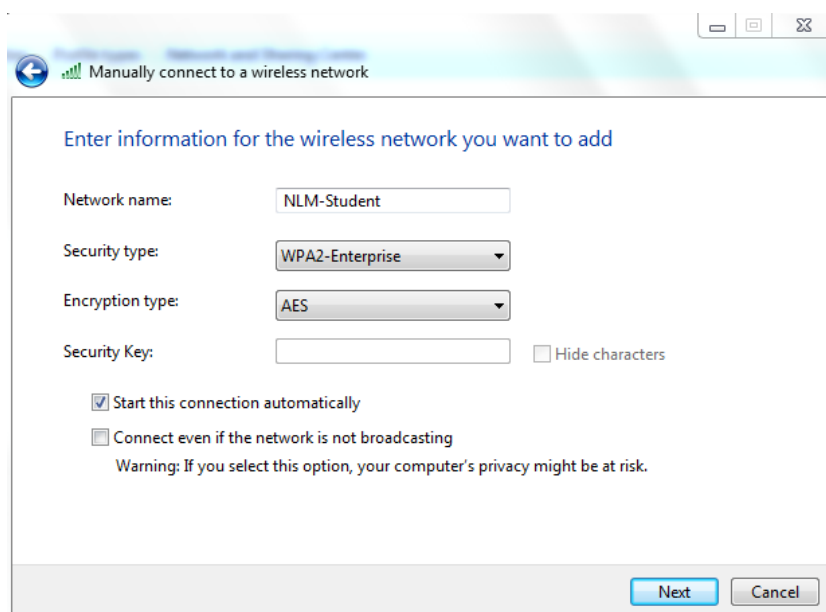 Manually connect to a wireless network
Enter information for the wireless network you want to add
Network name: NLM-Student
Security type: WPA2-Enterprise
Encryption type: AES
Security Key: Hide characters
Start this connection automatically
Connect even if the network is not broadcasting
Warning: If you select this option, your computer's privacy might be at risk.
Next Cancel